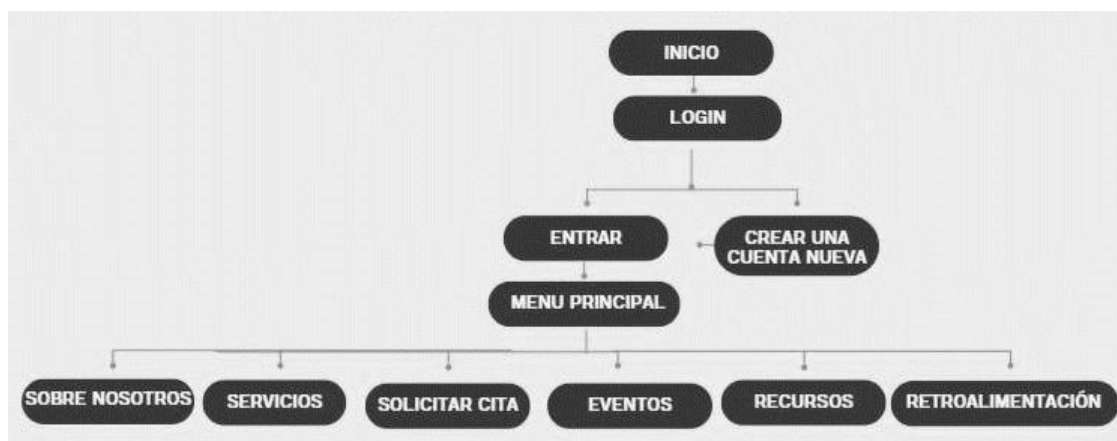 INICIO
LOGIN
ENTRAR
CREAR UNA
CUENTA NUEVA
MENU PRINCIPAL
SOBRE NOSOTROS
SERVICIOS
SOLICITAR CITA
EVENTOS
RECURSOS
RETROALIMENTACIÓN